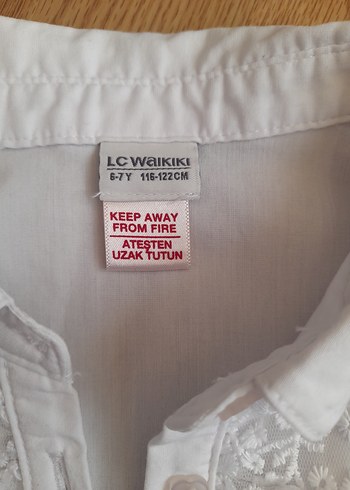 LC WAIKIKI
6-7 Y 116-122CM
KEEP AWAY
FROM FIRE
ATEŞTEN
UZAK TUTUN